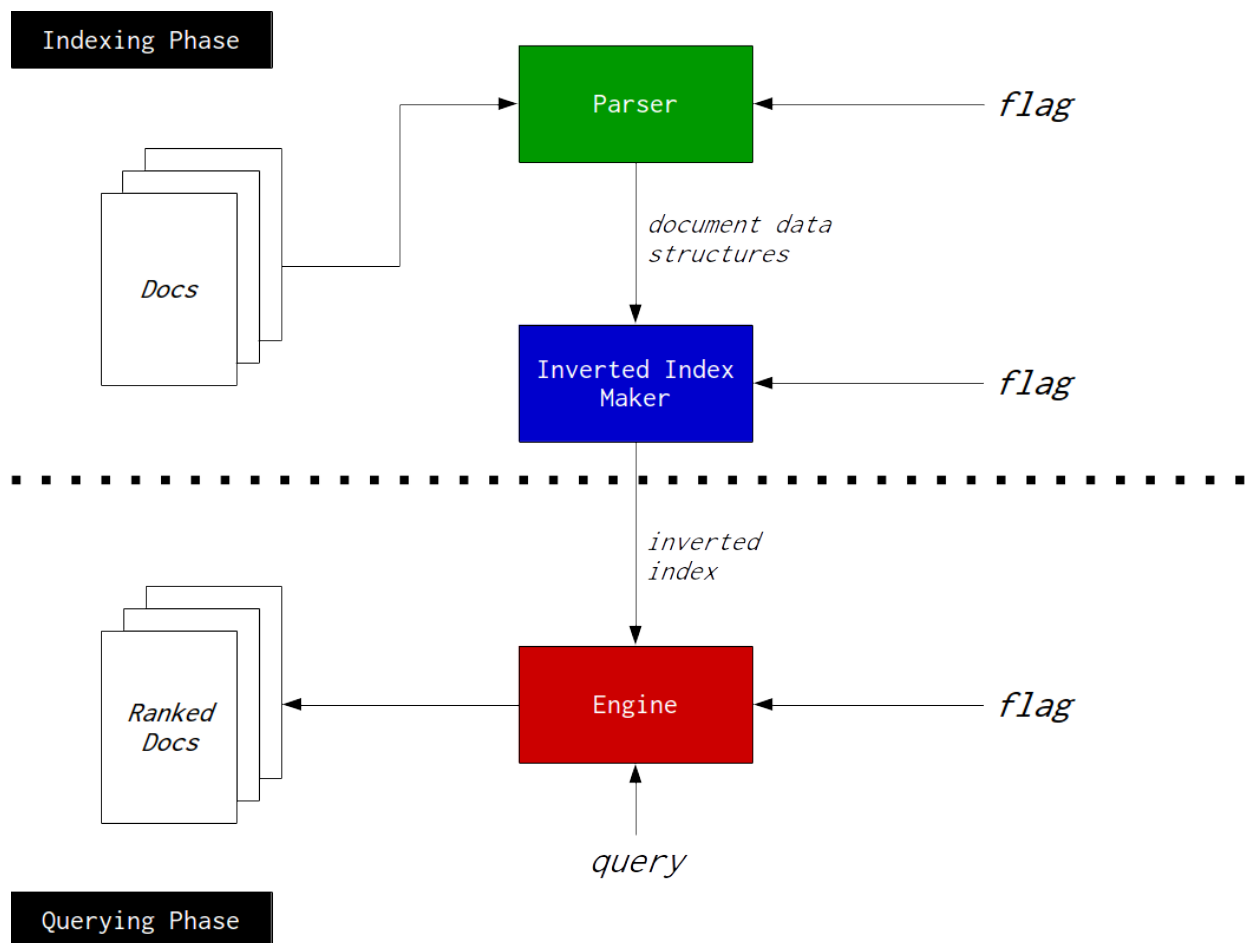 Indexing Phase
Parser
flag
document data
structures
Docs
Inverted Index
Maker
flag
inverted
index
Engine
flag
Ranked
Docs
query
Querying Phase